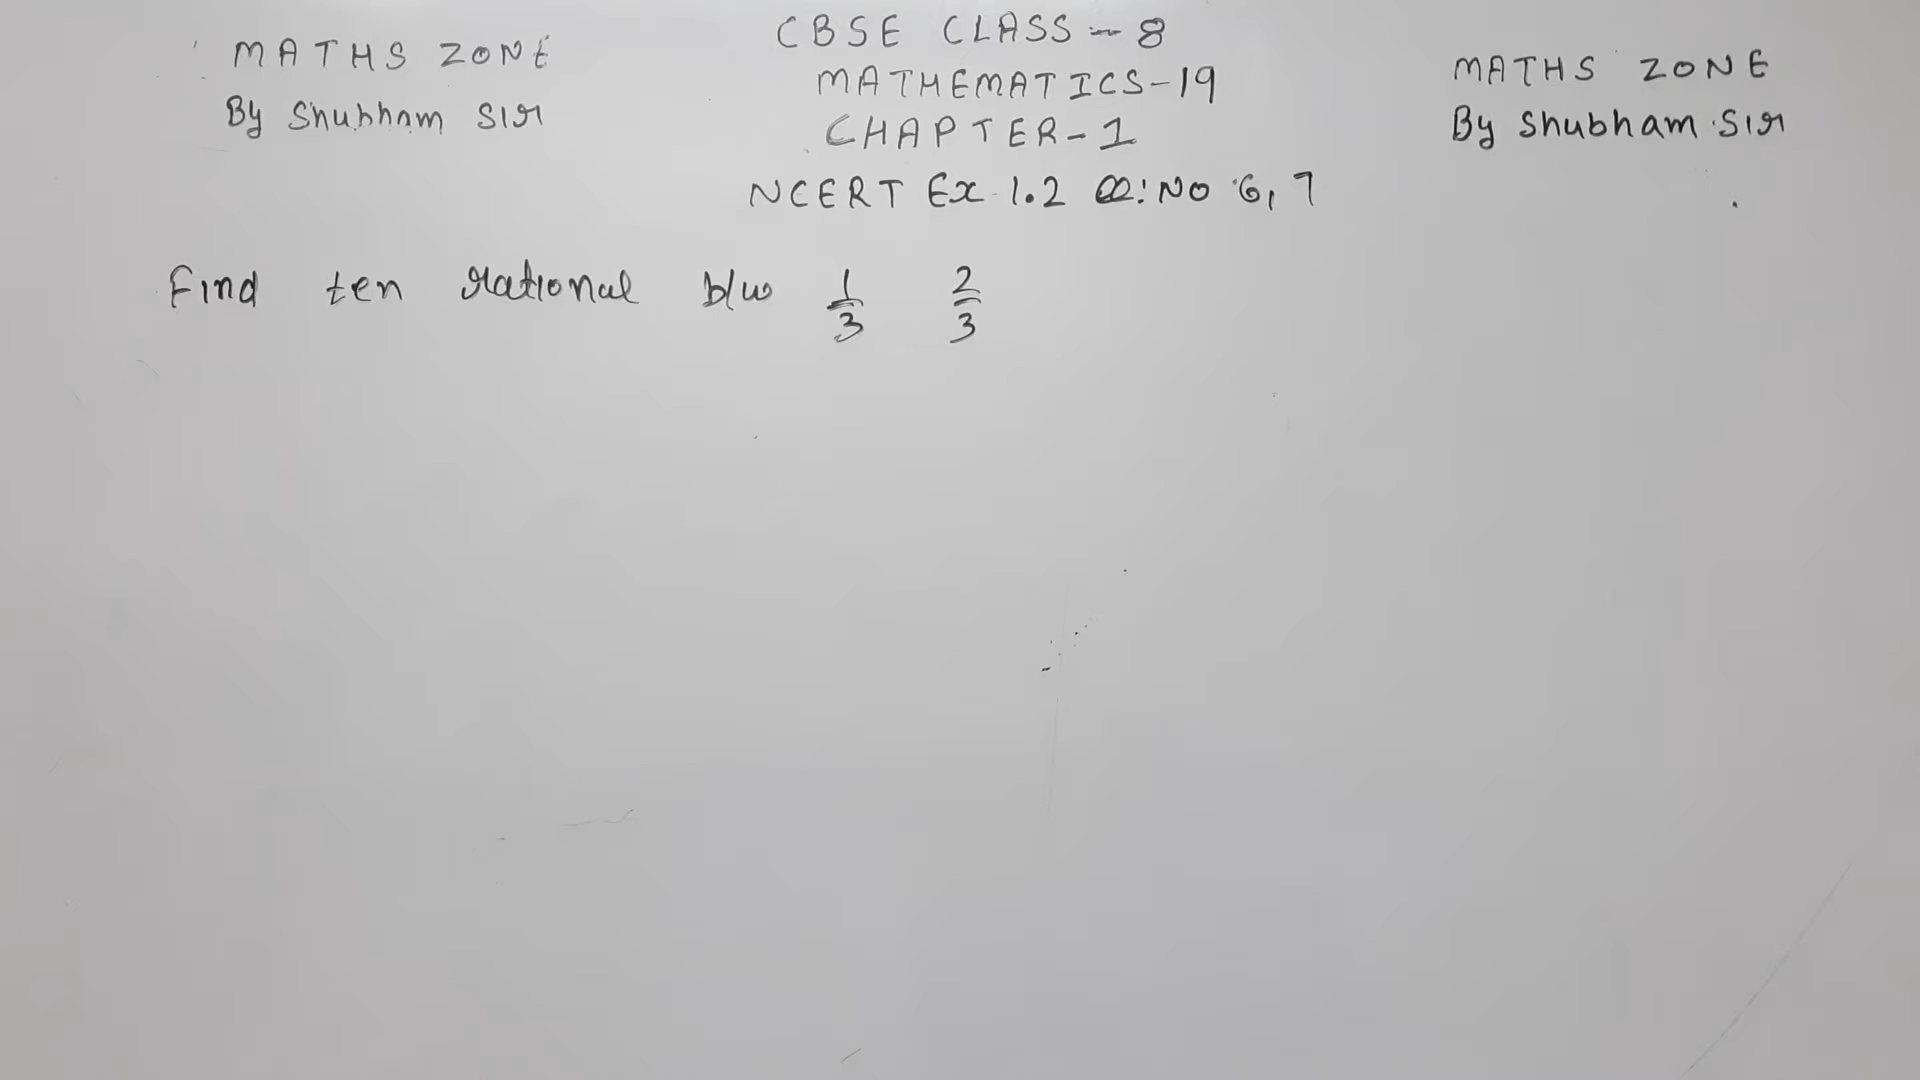 MATHS ZONE
By Shubham Sir
CBSE CLASS - 8
MATHEMATICS-19
CHAPTER-1
NCERT Ex 1.2 Q:NO 6, 7
MATHS ZONE
By Shubham Sir
Find ten rational b/w 1/3 2/3